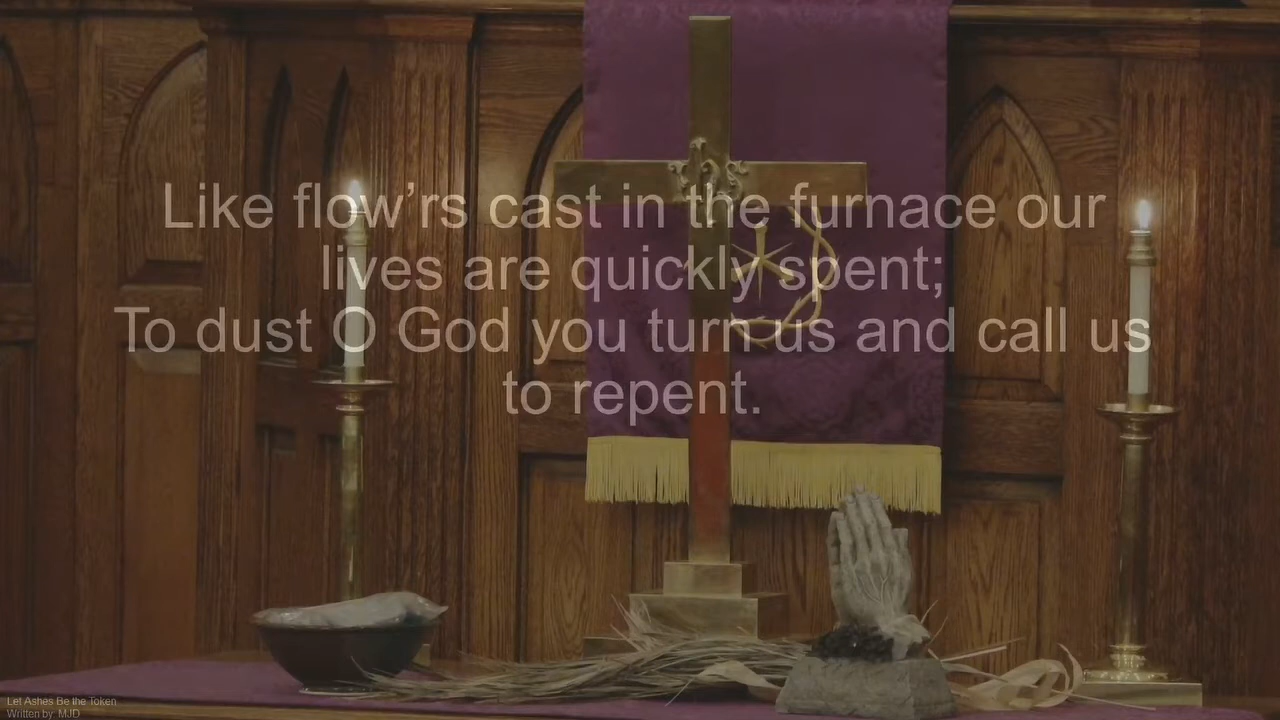 Like flow’rs cast in the furnace our
lives are quickly spent;
To dust O God you turn us and call us
to repent.
Let Ashes Be the Token
Written by: MJD